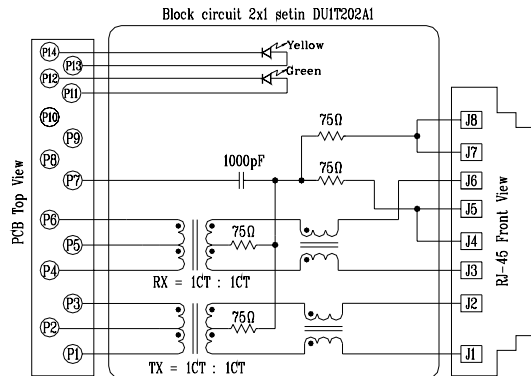 Block circuit 2x1 setin DU1T202A1
P14
Yellow
P13
P12
Green
P11
P10
P9
P8
P7
P6
P5
P4
P3
P2
P1
PCB Top View
1000pF
75Ω
75Ω
75Ω
RX = 1CT : 1CT
75Ω
TX = 1CT : 1CT
J8
J7
J6
J5
J4
J3
J2
J1
RJ-45 Front View